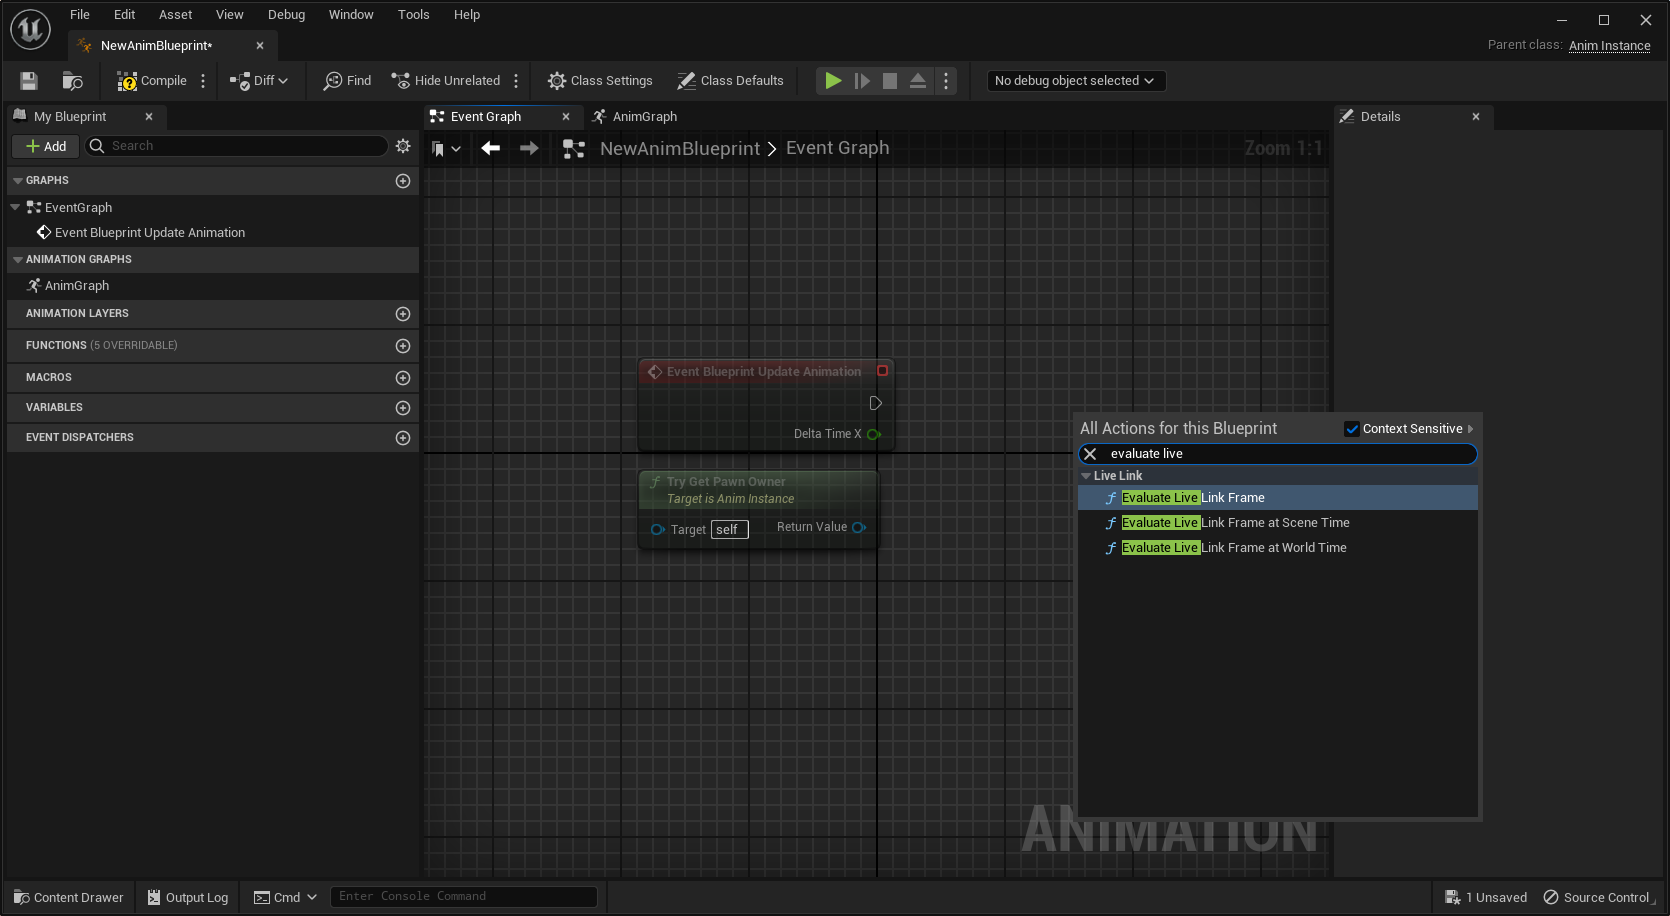 File Edit Asset View Debug Window Tools Help
NewAnimBlueprint*
Parent class: Anim Instance
Compile Diff Find Hide Unrelated Class Settings Class Defaults No debug object selected
My Blueprint
Event Graph AnimGraph
Details
Add Search
NewAnimBlueprint > Event Graph Zoom 1:1
GRAPHS
EventGraph
Event Blueprint Update Animation
ANIMATION GRAPHS
AnimGraph
ANIMATION LAYERS
FUNCTIONS (5 OVERRIDABLE)
MACROS
VARIABLES
EVENT DISPATCHERS
Event Blueprint Update Animation
Delta Time X
Try Get Pawn Owner
Target is Anim Instance
Target self Return Value
All Actions for this Blueprint Context Sensitive
evaluate live
Live Link
Evaluate Live Link Frame
Evaluate Live Link Frame at Scene Time
Evaluate Live Link Frame at World Time
ANIMATION
Content Drawer Output Log Cmd Enter Console Command 1 Unsaved Source Control